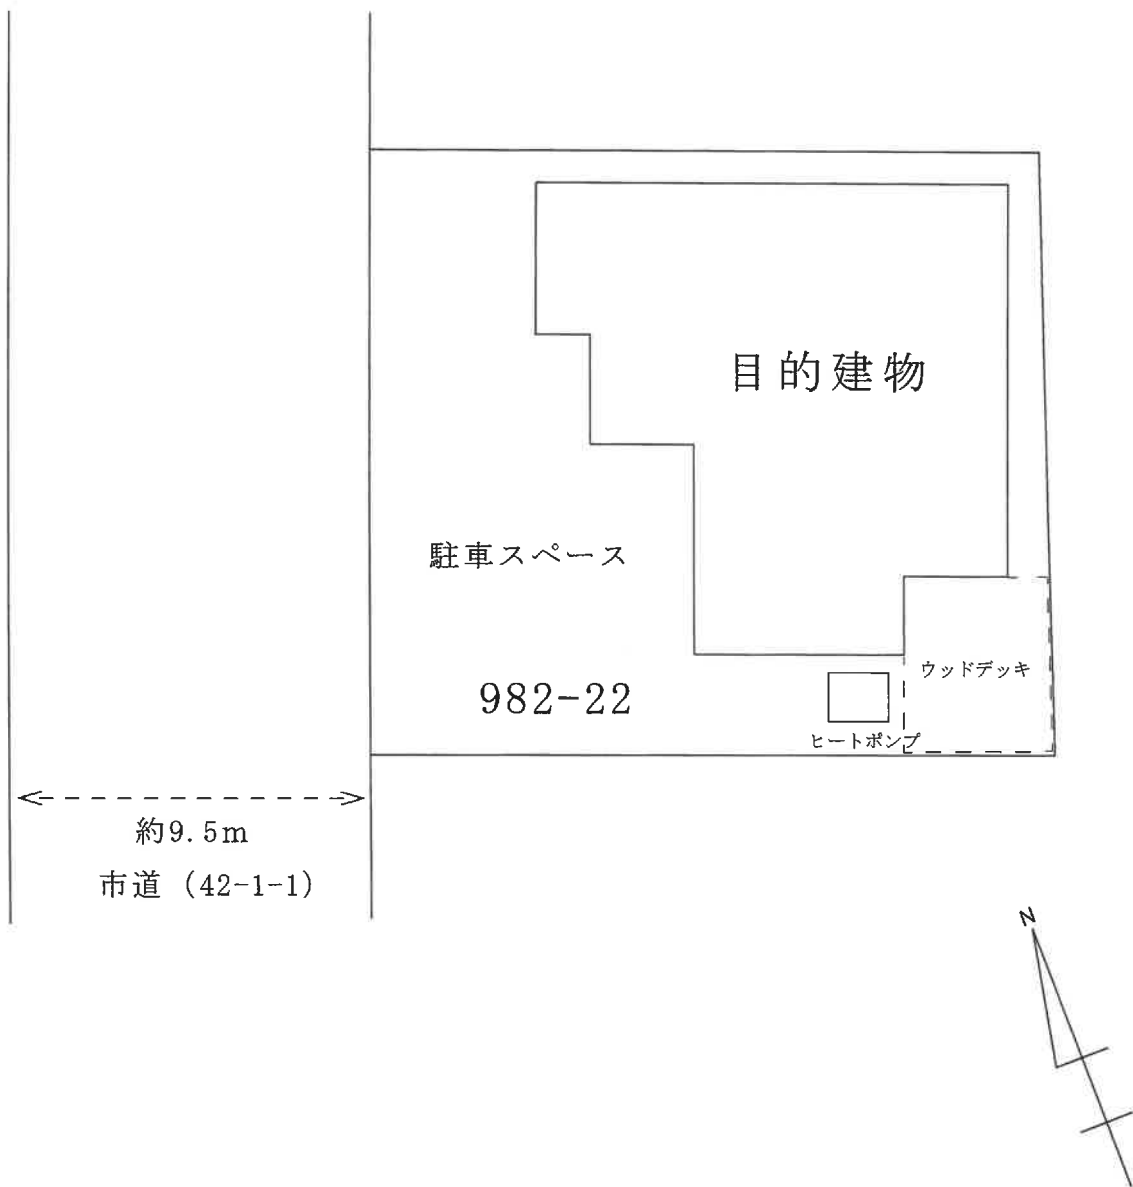 目的建物
駐車スペース
ウッドデッキ
982-22
ヒートポンプ
約9.5m
市道 (42-1-1)
N